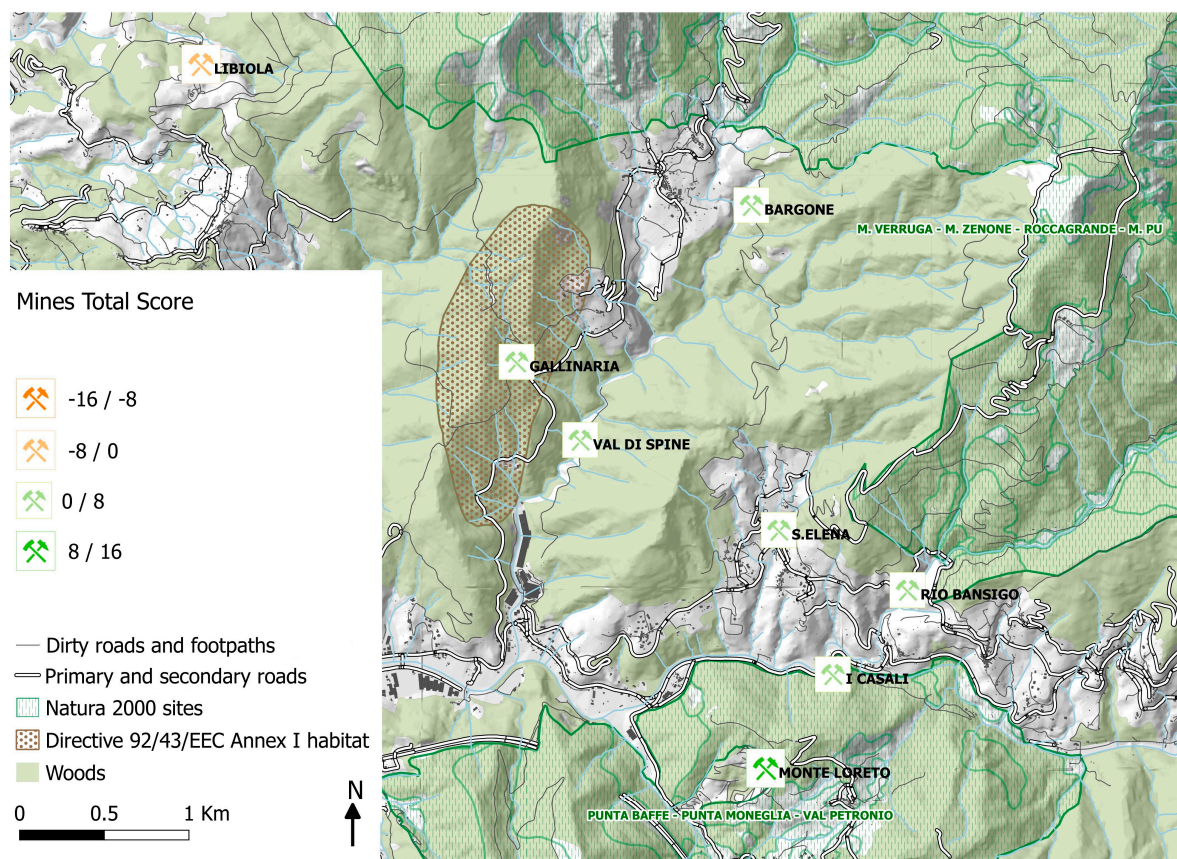 LIBIOLA
BARGONE
M. VERRUGA - M. ZENONE - ROCCAGRANDE - M. PU
Mines Total Score
GALLINARIA
-16 / -8
VAL DI SPINE
-8 / 0
0 / 8
S.ELENA
8 / 16
RIO BANSIGO
Dirty roads and footpaths
Primary and secondary roads
I CASALI
Natura 2000 sites
Directive 92/43/EEC Annex I habitat
Woods
MONTE LORETO
N
0 0.5 1 Km
PUNTA BAFFE - PUNTA MONEGLIA - VAL PETRONIO